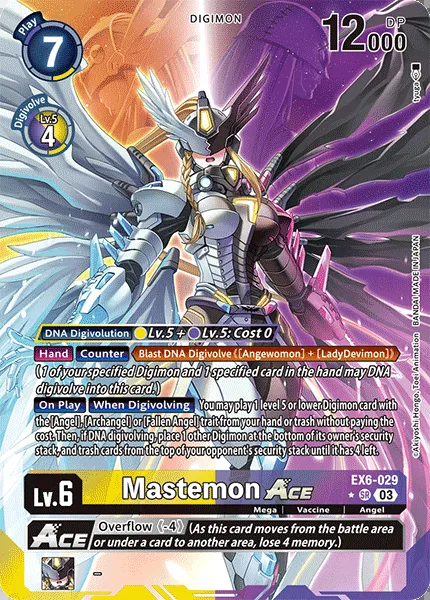 Play
7
DIGIMON
12000
DP
Digivolve
Lv.5
4
DNA Digivolution Lv.5 + Lv.5: Cost 0
Hand Counter Blast DNA Digivolve ([Angewomon] + [LadyDevimon])
(1 of your specified Digimon and 1 specified card in the hand may DNA
digivolve into this card.)
On Play When Digivolving You may play 1 level 5 or lower Digimon card with
the [Angel], [Archangel] or [Fallen Angel] trait from your hand or trash without paying the
cost. Then, if DNA digivolving, place 1 other Digimon at the bottom of its owner's security
stack, and trash cards from the top of your opponent's security stack until it has 4 left.
Lv.6
Mastemon ACE
EX6-029
SR 03
Mega Vaccine Angel
ACE Overflow 《-4》 (As this card moves from the battle area
or under a card to another area, lose 4 memory.)
-
©Akiyoshi Hongo, Toei Animation BANDAI MADE IN JAPAN